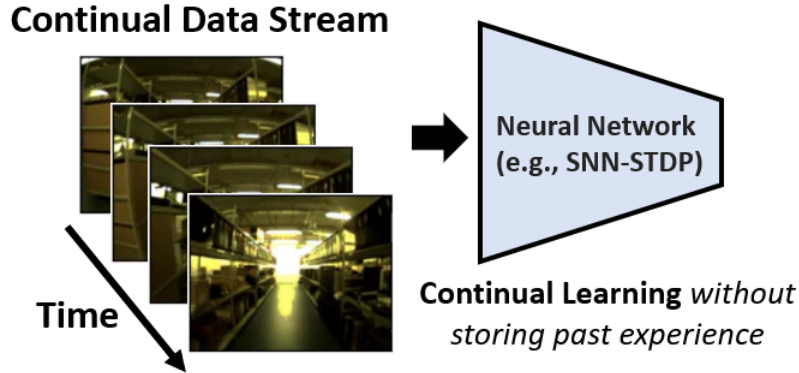 Continual Data Stream
Time
Neural Network
(e.g., SNN-STDP)
Continual Learning without
storing past experience